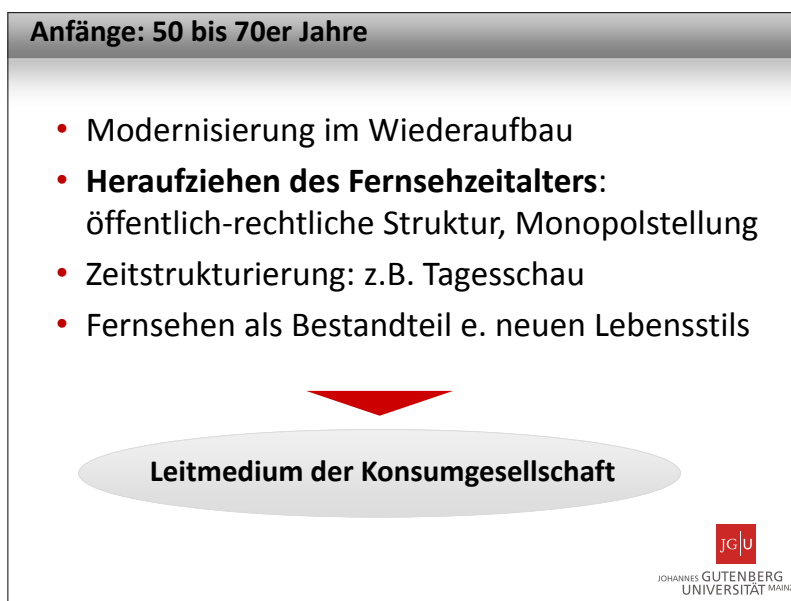 Anfänge: 50 bis 70er Jahre
• Modernisierung im Wiederaufbau
• Heraufziehen des Fernsehzeitalters:
öffentlich-rechtliche Struktur, Monopolstellung
• Zeitstrukturierung: z.B. Tagesschau
• Fernsehen als Bestandteil e. neuen Lebensstils
Leitmedium der Konsumgesellschaft
JG|U
JOHANNES GUTENBERG
UNIVERSITÄT MAINZ